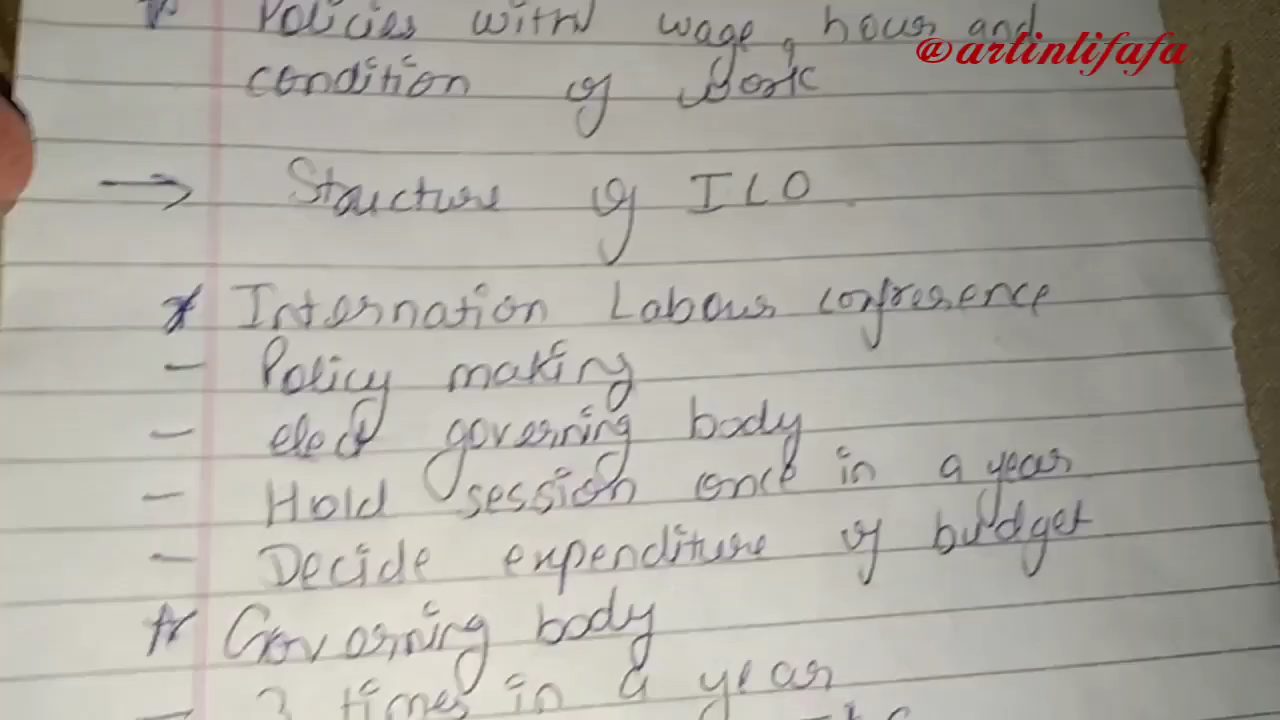 Policies with wage, hour and
@artinlifafa
condition of work
→ Structure of ILO
* Internation Labour confrerence
- Policy making
- elect governing body
- Hold session once in a year
- Decide expenditure of budget
* Governing body
- 3 times in a year